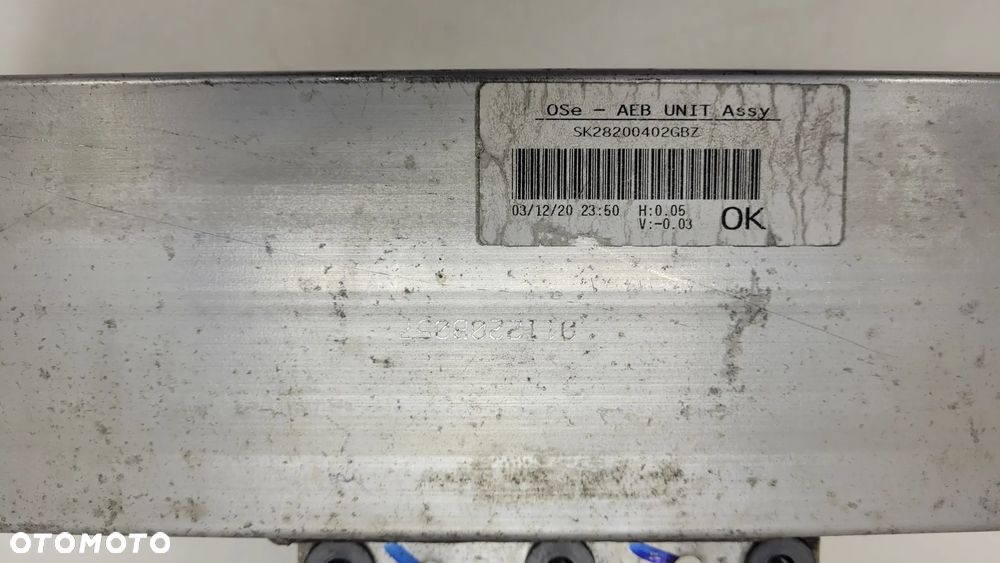 OSe - AEB UNIT Assy
SK28200402GBZ
03/12/20 23:50 H:0.05
V:-0.03
OK
OTOMOTO